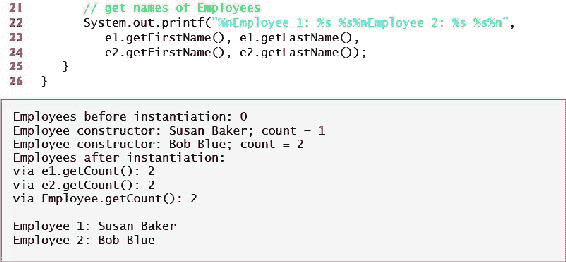 21 // get names of Employees
22 System.out.printf("%nEmployee 1: %s %s%nEmployee 2: %s %s%n",
23 e1.getFirstName(), e1.getLastName(),
24 e2.getFirstName(), e2.getLastName());
25 }
26 }
Employees before instantiation: 0
Employee constructor: Susan Baker; count = 1
Employee constructor: Bob Blue; count = 2
Employees after instantiation:
via e1.getCount(): 2
via e2.getCount(): 2
via Employee.getCount(): 2
Employee 1: Susan Baker
Employee 2: Bob Blue